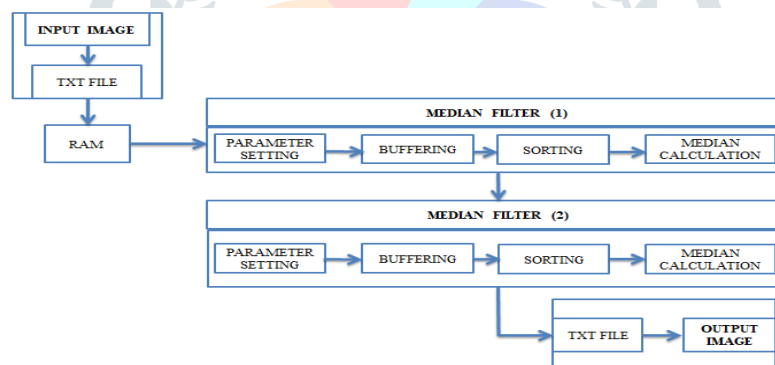 INPUT IMAGE
TXT FILE
RAM
MEDIAN FILTER (1)
PARAMETER
SETTING
BUFFERING
SORTING
MEDIAN
CALCULATION
MEDIAN FILTER (2)
PARAMETER
SETTING
BUFFERING
SORTING
MEDIAN
CALCULATION
TXT FILE
OUTPUT
IMAGE